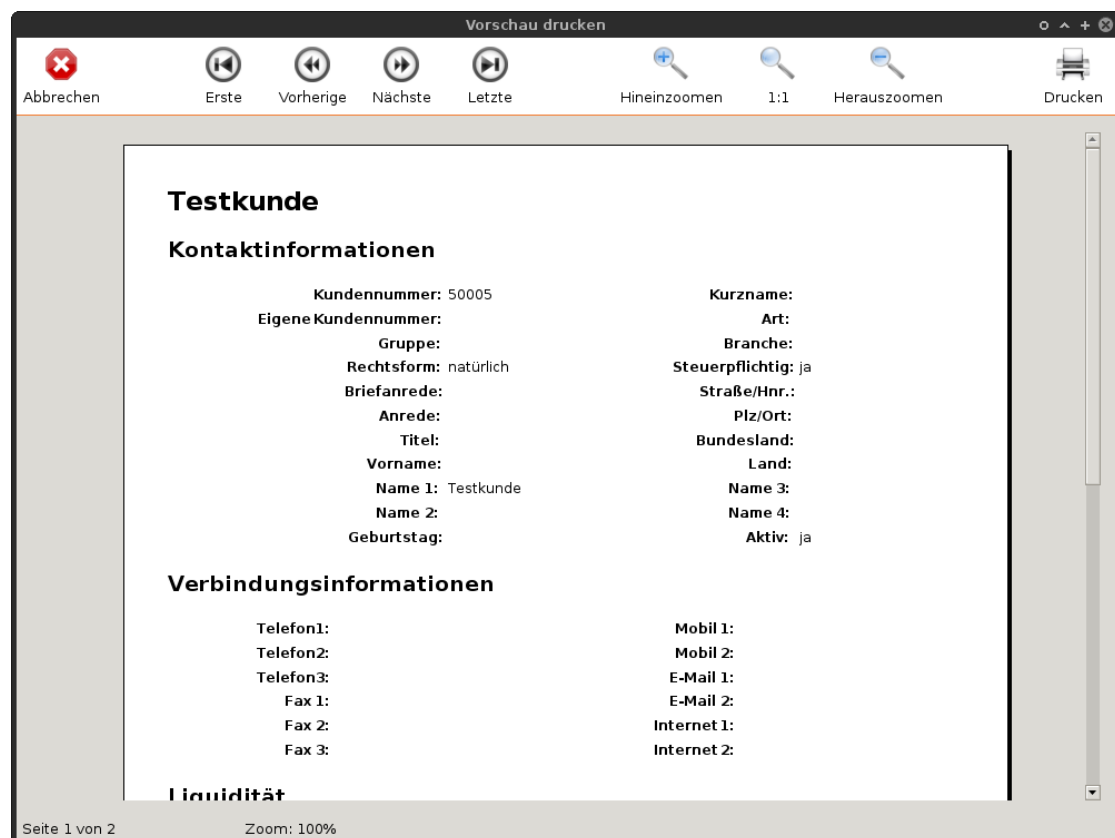 Vorschau drucken
Abbrechen Erste Vorherige Nächste Letzte Hineinzoomen 1:1 Herauszoomen Drucken
Testkunde
Kontaktinformationen
Kundennummer: 50005 Kurzname:
Eigene Kundennummer: Art:
Gruppe: Branche:
Rechtsform: natürlich Steuerpflichtig: ja
Briefanrede: Straße/Hnr.:
Anrede: Plz/Ort:
Titel: Bundesland:
Vorname: Land:
Name 1: Testkunde Name 3:
Name 2: Name 4:
Geburtstag: Aktiv: ja
Verbindungsinformationen
Telefon1: Mobil 1:
Telefon2: Mobil 2:
Telefon3: E-Mail 1:
Fax 1: E-Mail 2:
Fax 2: Internet 1:
Fax 3: Internet 2:
Liquidität
Seite 1 von 2 Zoom: 100%